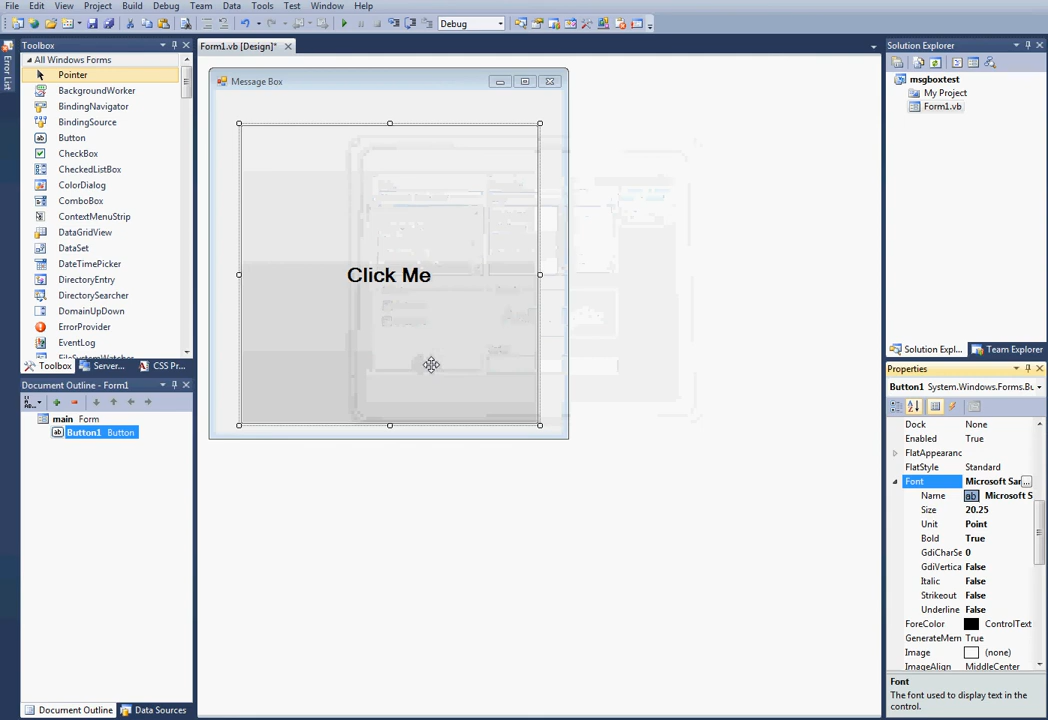 File Edit View Project Build Debug Team Data Tools Test Window Help
Debug
Error List
Toolbox
All Windows Forms
Pointer
BackgroundWorker
BindingNavigator
BindingSource
Button
CheckBox
CheckedListBox
ColorDialog
ComboBox
ContextMenuStrip
DataGridView
DataSet
DateTimePicker
DirectoryEntry
DirectorySearcher
DomainUpDown
ErrorProvider
EventLog
FileSystemWatcher
Toolbox Server... CSS Pr...
Document Outline - Form1
main Form
Button1 Button
Document Outline Data Sources
Form1.vb [Design]*
Message Box
Click Me
Solution Explorer
msgboxtest
My Project
Form1.vb
Solution Expl... Team Explorer
Properties
Button1 System.Windows.Forms.Bu
Dock None
Enabled True
FlatAppearanc
FlatStyle Standard
Font Microsoft San ...
Name ab Microsoft S
Size 20.25
Unit Point
Bold True
GdiCharSe 0
GdiVertica False
Italic False
Strikeout False
Underline False
ForeColor ControlText
GenerateMem True
Image (none)
ImageAlign MiddleCenter
Font
The font used to display text in the
control.